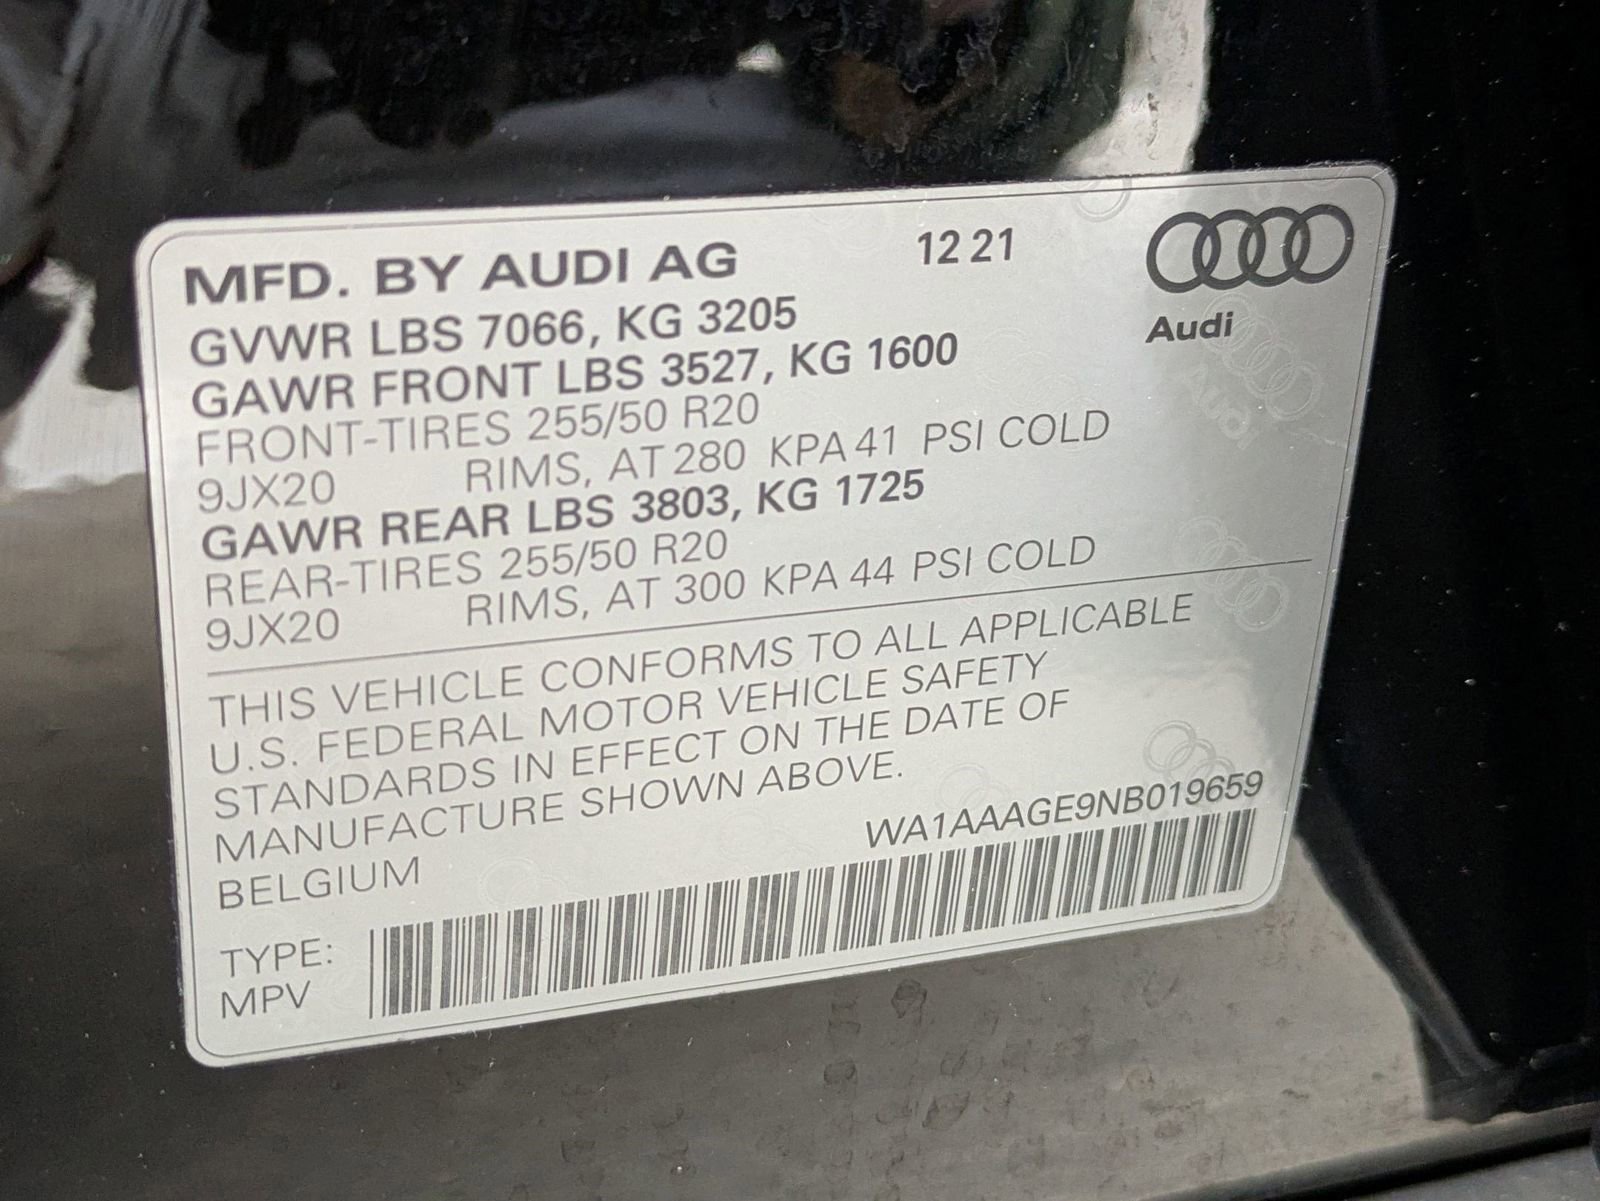 MFD. BY AUDI AG 12 21
Audi
GVWR LBS 7066, KG 3205
GAWR FRONT LBS 3527, KG 1600
FRONT-TIRES 255/50 R20
9JX20 RIMS, AT 280 KPA 41 PSI COLD
GAWR REAR LBS 3803, KG 1725
REAR-TIRES 255/50 R20
9JX20 RIMS, AT 300 KPA 44 PSI COLD
THIS VEHICLE CONFORMS TO ALL APPLICABLE
U.S. FEDERAL MOTOR VEHICLE SAFETY
STANDARDS IN EFFECT ON THE DATE OF
MANUFACTURE SHOWN ABOVE.
BELGIUM
WA1AAAGE9NB019659
TYPE:
MPV
Audi